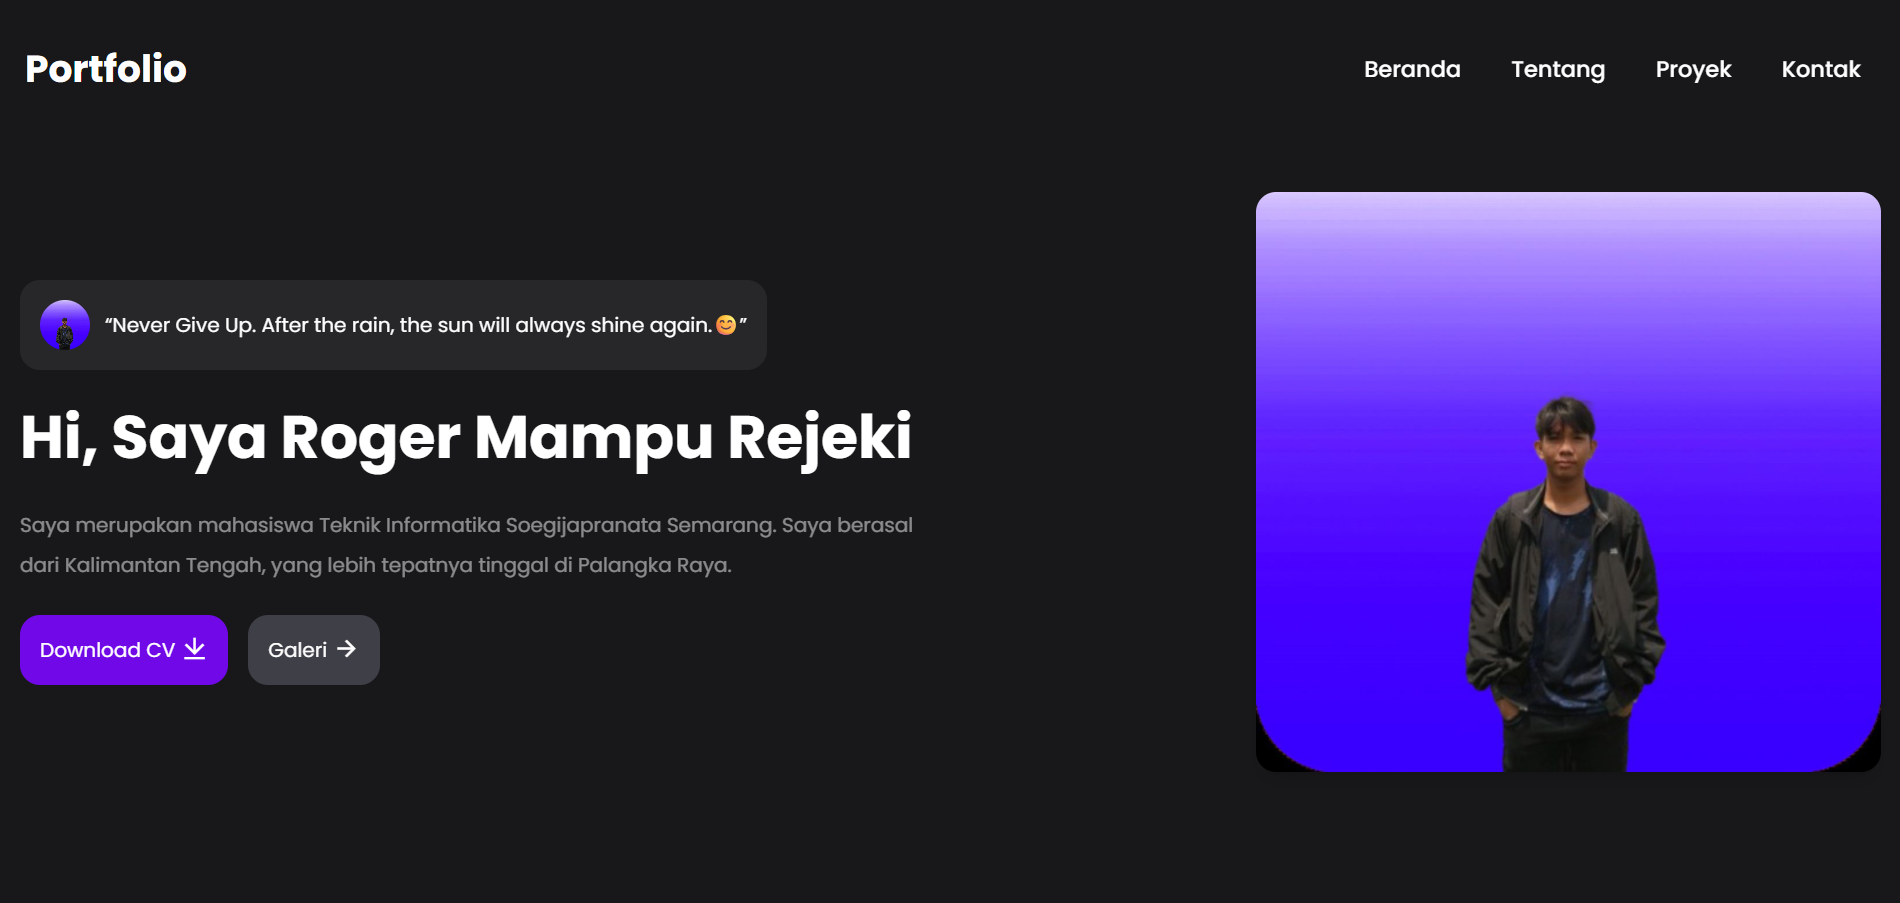 Portfolio
Beranda Tentang Proyek Kontak
“Never Give Up. After the rain, the sun will always shine again.😊”
Hi, Saya Roger Mampu Rejeki
Saya merupakan mahasiswa Teknik Informatika Soegijapranata Semarang. Saya berasal
dari Kalimantan Tengah, yang lebih tepatnya tinggal di Palangka Raya.
Download CV
Galeri